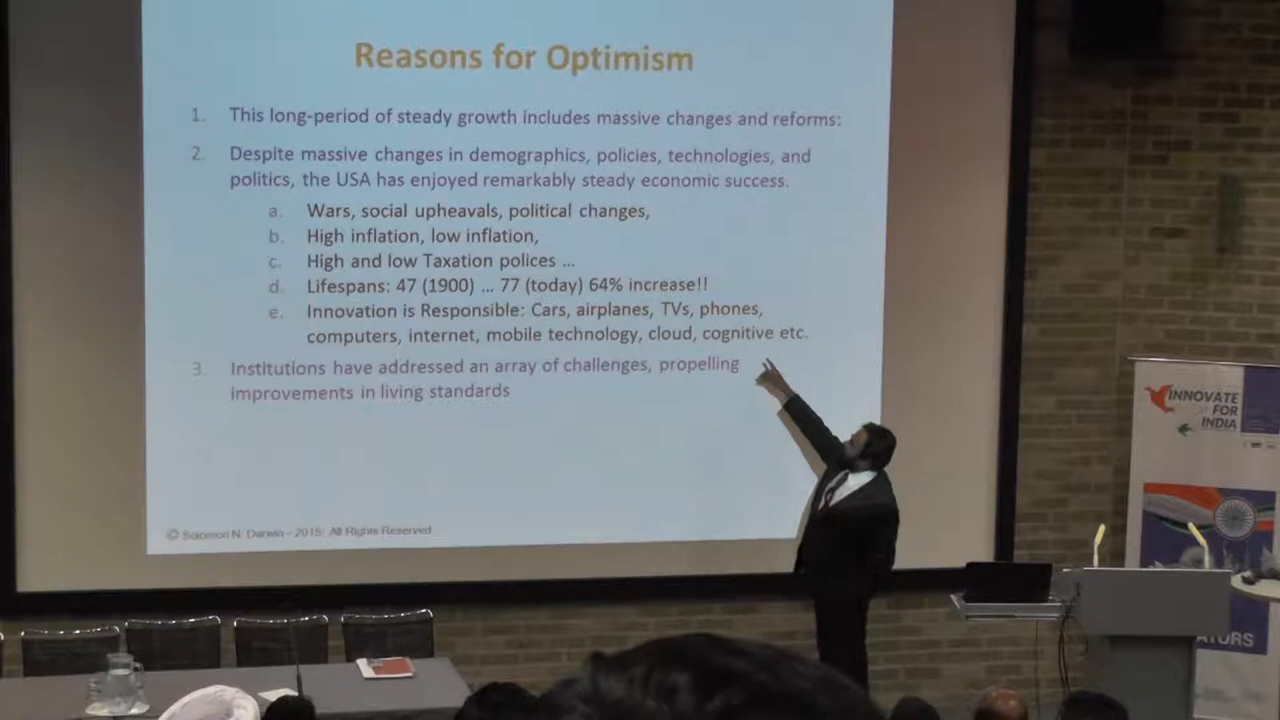 Reasons for Optimism
1. This long-period of steady growth includes massive changes and reforms:
2. Despite massive changes in demographics, policies, technologies, and
politics, the USA has enjoyed remarkably steady economic success.
a. Wars, social upheavals, political changes,
b. High inflation, low inflation,
c. High and low Taxation polices ...
d. Lifespans: 47 (1900) ... 77 (today) 64% increase!!
e. Innovation is Responsible: Cars, airplanes, TVs, phones,
computers, internet, mobile technology, cloud, cognitive etc.
3. Institutions have addressed an array of challenges, propelling
improvements in living standards
© Solomon N. Darwin – 2015: All Rights Reserved
INNOVATE
FOR
INDIA